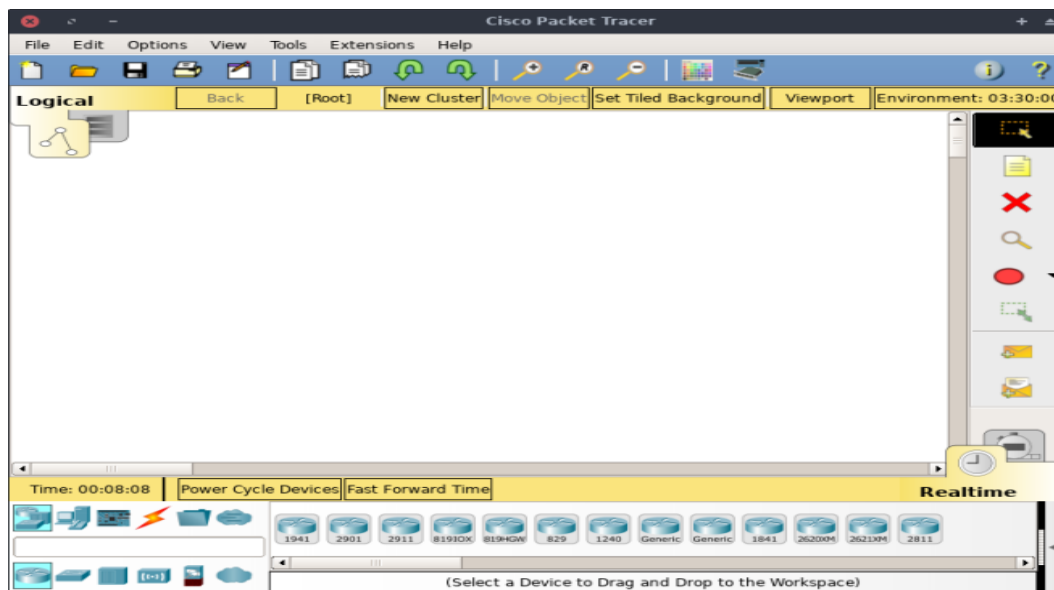 Cisco Packet Tracer
File Edit Options View Tools Extensions Help
Logical Back [Root] New Cluster Move Object Set Tiled Background Viewport Environment: 03:30:00
Time: 00:08:08 Power Cycle Devices Fast Forward Time
Realtime
1941 2901 2911 819IOX 819HGW 829 1240 Generic Generic 1841 2620XM 2621XM 2811
(Select a Device to Drag and Drop to the Workspace)